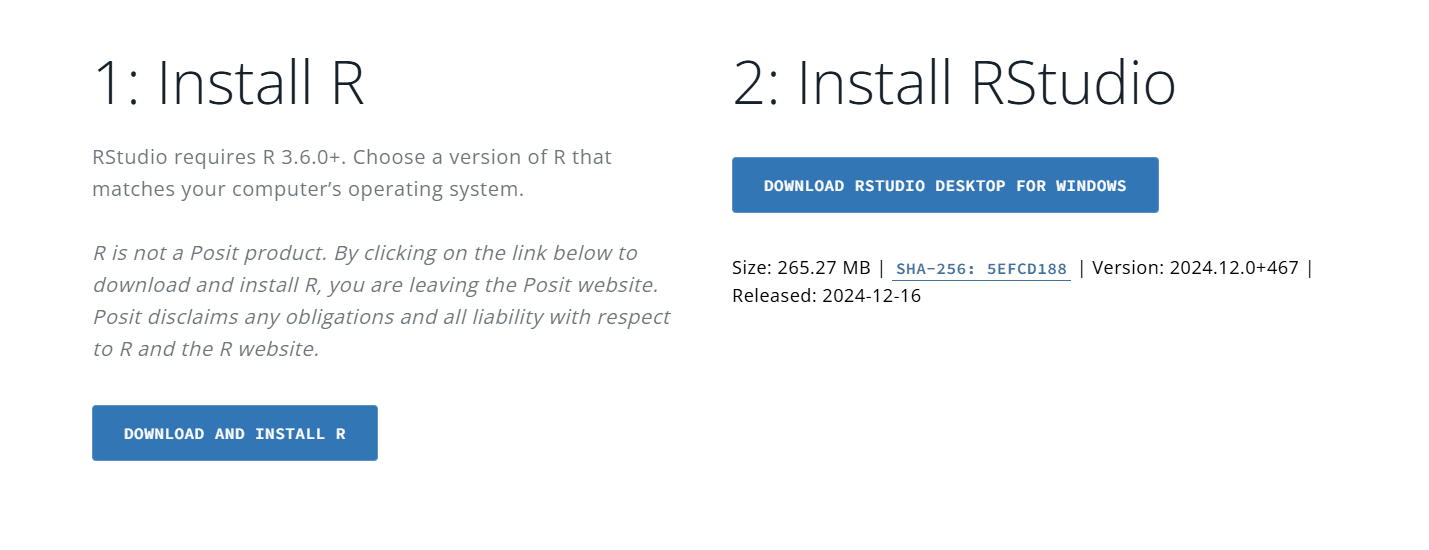 1: Install R
RStudio requires R 3.6.0+. Choose a version of R that
matches your computer’s operating system.
R is not a Posit product. By clicking on the link below to
download and install R, you are leaving the Posit website.
Posit disclaims any obligations and all liability with respect
to R and the R website.
DOWNLOAD AND INSTALL R
2: Install RStudio
DOWNLOAD RSTUDIO DESKTOP FOR WINDOWS
Size: 265.27 MB | SHA-256: 5EFCD188 | Version: 2024.12.0+467 |
Released: 2024-12-16